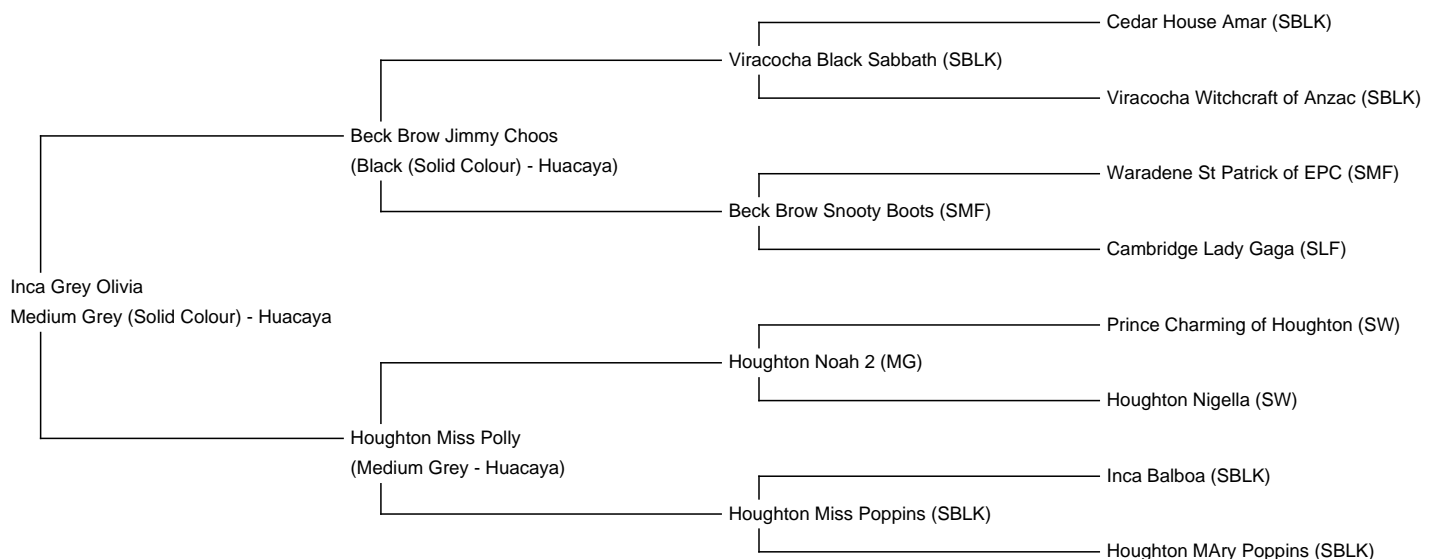 Cedar House Amar (SBLK)
Viracocha Black Sabbath (SBLK)
Viracocha Witchcraft of Anzac (SBLK)
Beck Brow Jimmy Choos
(Black (Solid Colour) - Huacaya)
Waradene St Patrick of EPC (SMF)
Beck Brow Snooty Boots (SMF)
Cambridge Lady Gaga (SLF)
Inca Grey Olivia
Medium Grey (Solid Colour) - Huacaya
Prince Charming of Houghton (SW)
Houghton Noah 2 (MG)
Houghton Nigella (SW)
Houghton Miss Polly
(Medium Grey - Huacaya)
Inca Balboa (SBLK)
Houghton Miss Poppins (SBLK)
Houghton MAry Poppins (SBLK)